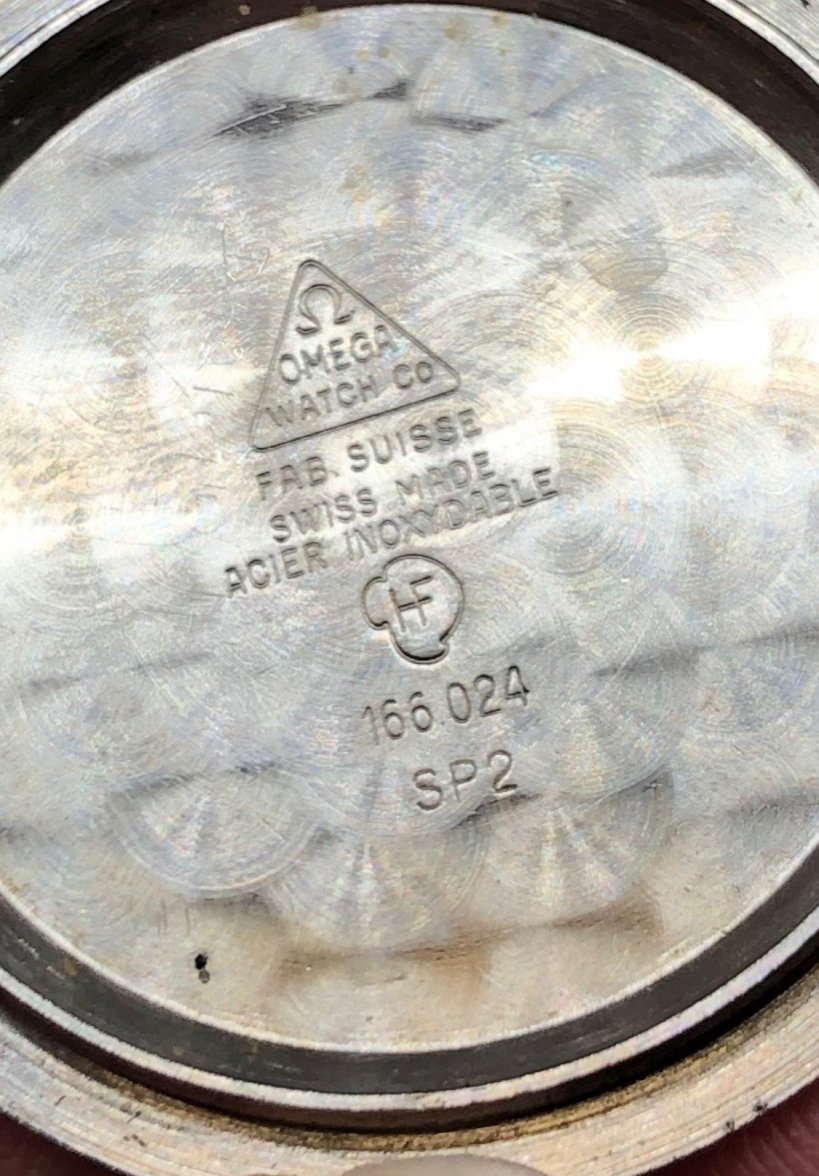 Ω
OMEGA
WATCH Co
FAB. SUISSE
SWISS MADE
ACIER INOXYDABLE
HF
166.024
SP2